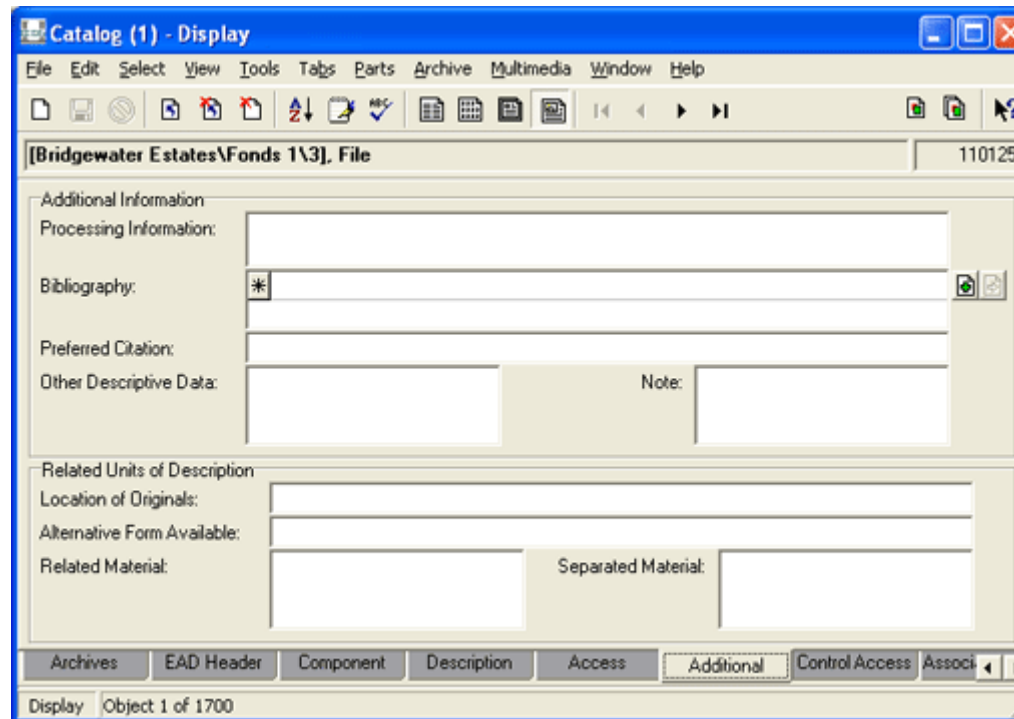 Catalog (1) - Display
File Edit Select View Tools Tabs Parts Archive Multimedia Window Help
[Bridgewater Estates\Fonds 1\3], File 110125
Additional Information
Processing Information:
Bibliography:
Preferred Citation:
Other Descriptive Data: Note:
Related Units of Description
Location of Originals:
Alternative Form Available:
Related Material: Separated Material:
Archives EAD Header Component Description Access Additional Control Access Associ
Display Object 1 of 1700